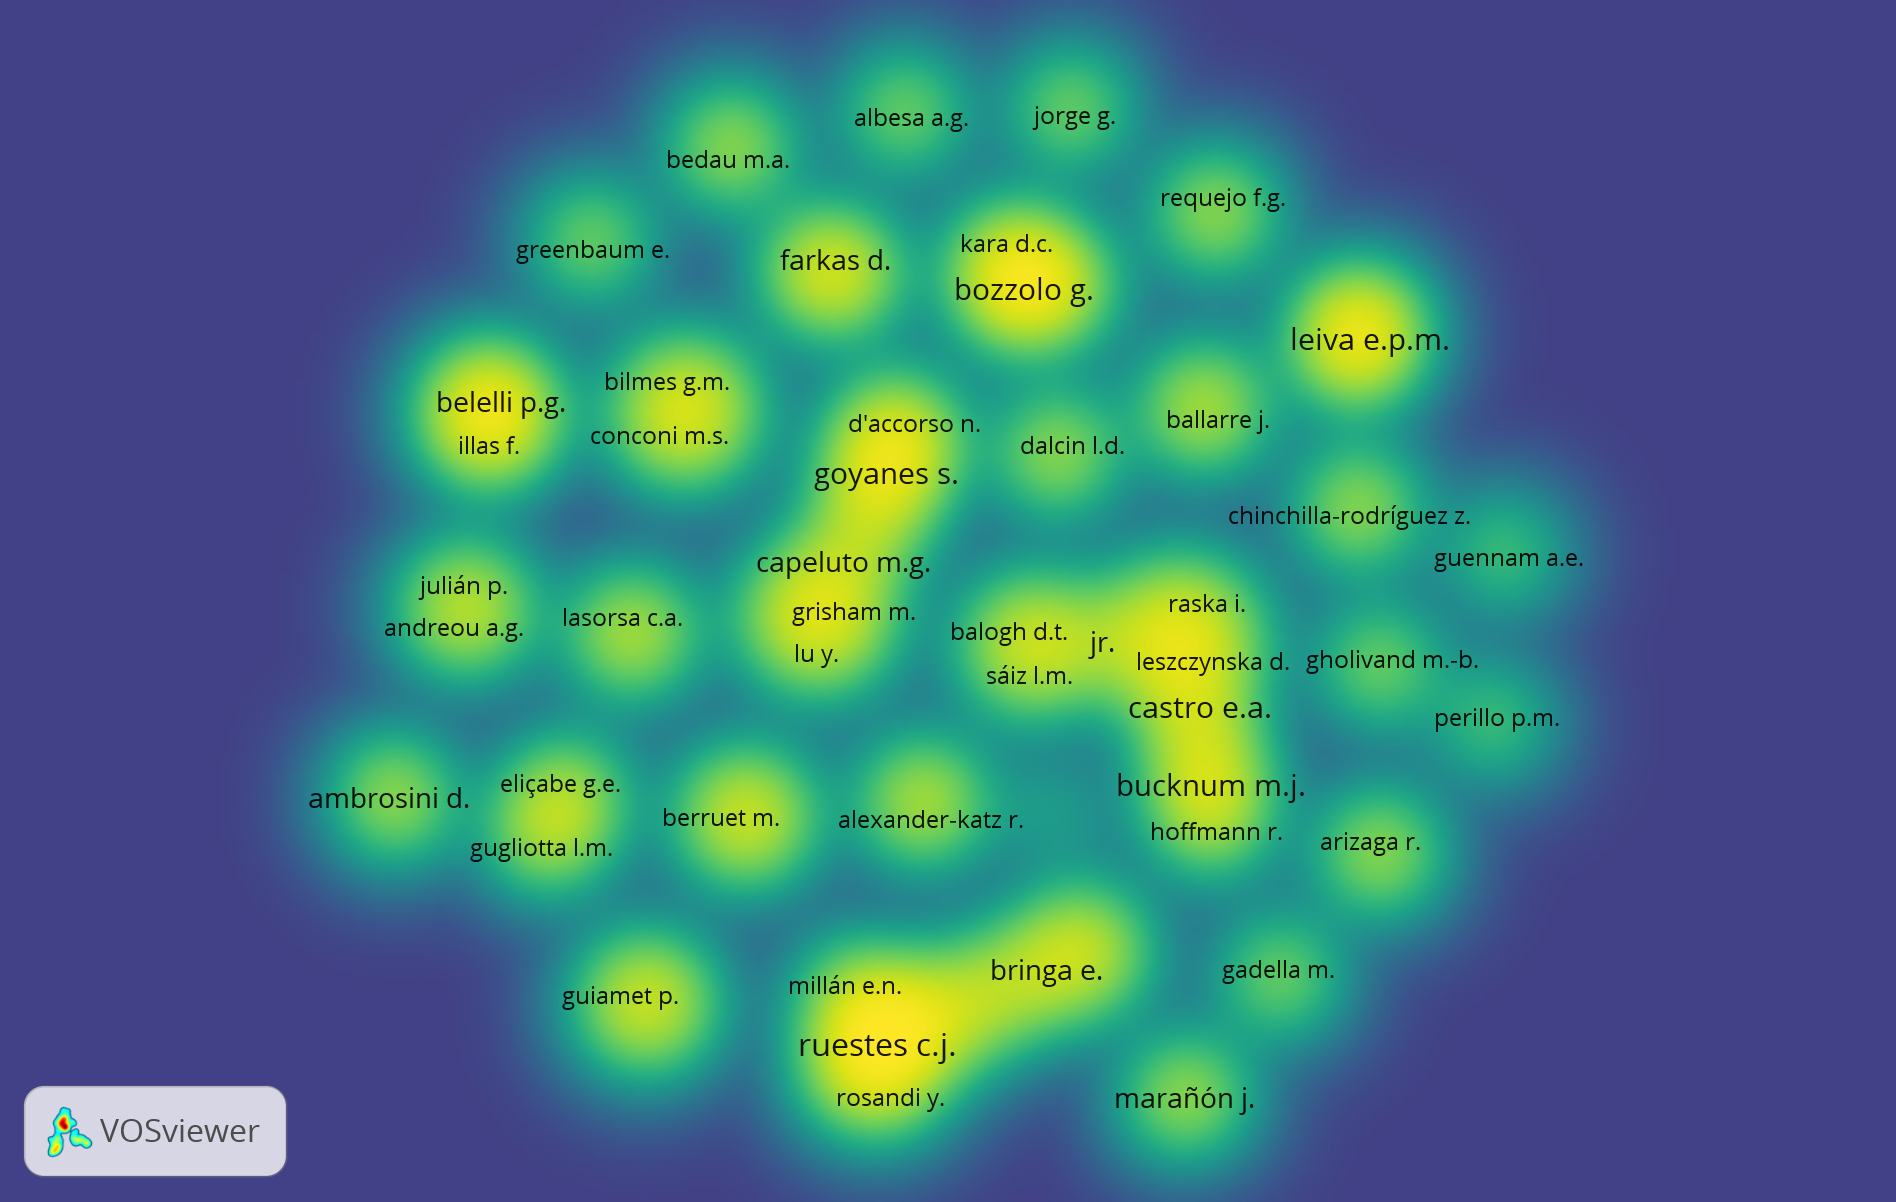 albesa a.g.
jorge g.
bedau m.a.
requejo f.g.
greenbaum e.
kara d.c.
farkas d.
bozzolo g.
leiva e.p.m.
bilmes g.m.
belelli p.g.
d'accorso n.
ballarre j.
conconi m.s.
illas f.
dalcin l.d.
goyanes s.
chinchilla-rodríguez z.
guennam a.e.
capeluto m.g.
julián p.
raska i.
grisham m.
lasorsa c.a.
andreou a.g.
balogh d.t.
jr.
lu y.
leszczynska d.
gholivand m.-b.
sáiz l.m.
castro e.a.
perillo p.m.
eliçabe g.e.
bucknum m.j.
ambrosini d.
berruet m.
alexander-katz r.
hoffmann r.
arizaga r.
gugliotta l.m.
bringa e.
gadella m.
millán e.n.
guiamet p.
ruestes c.j.
rosandi y.
marañón j.
VOSviewer